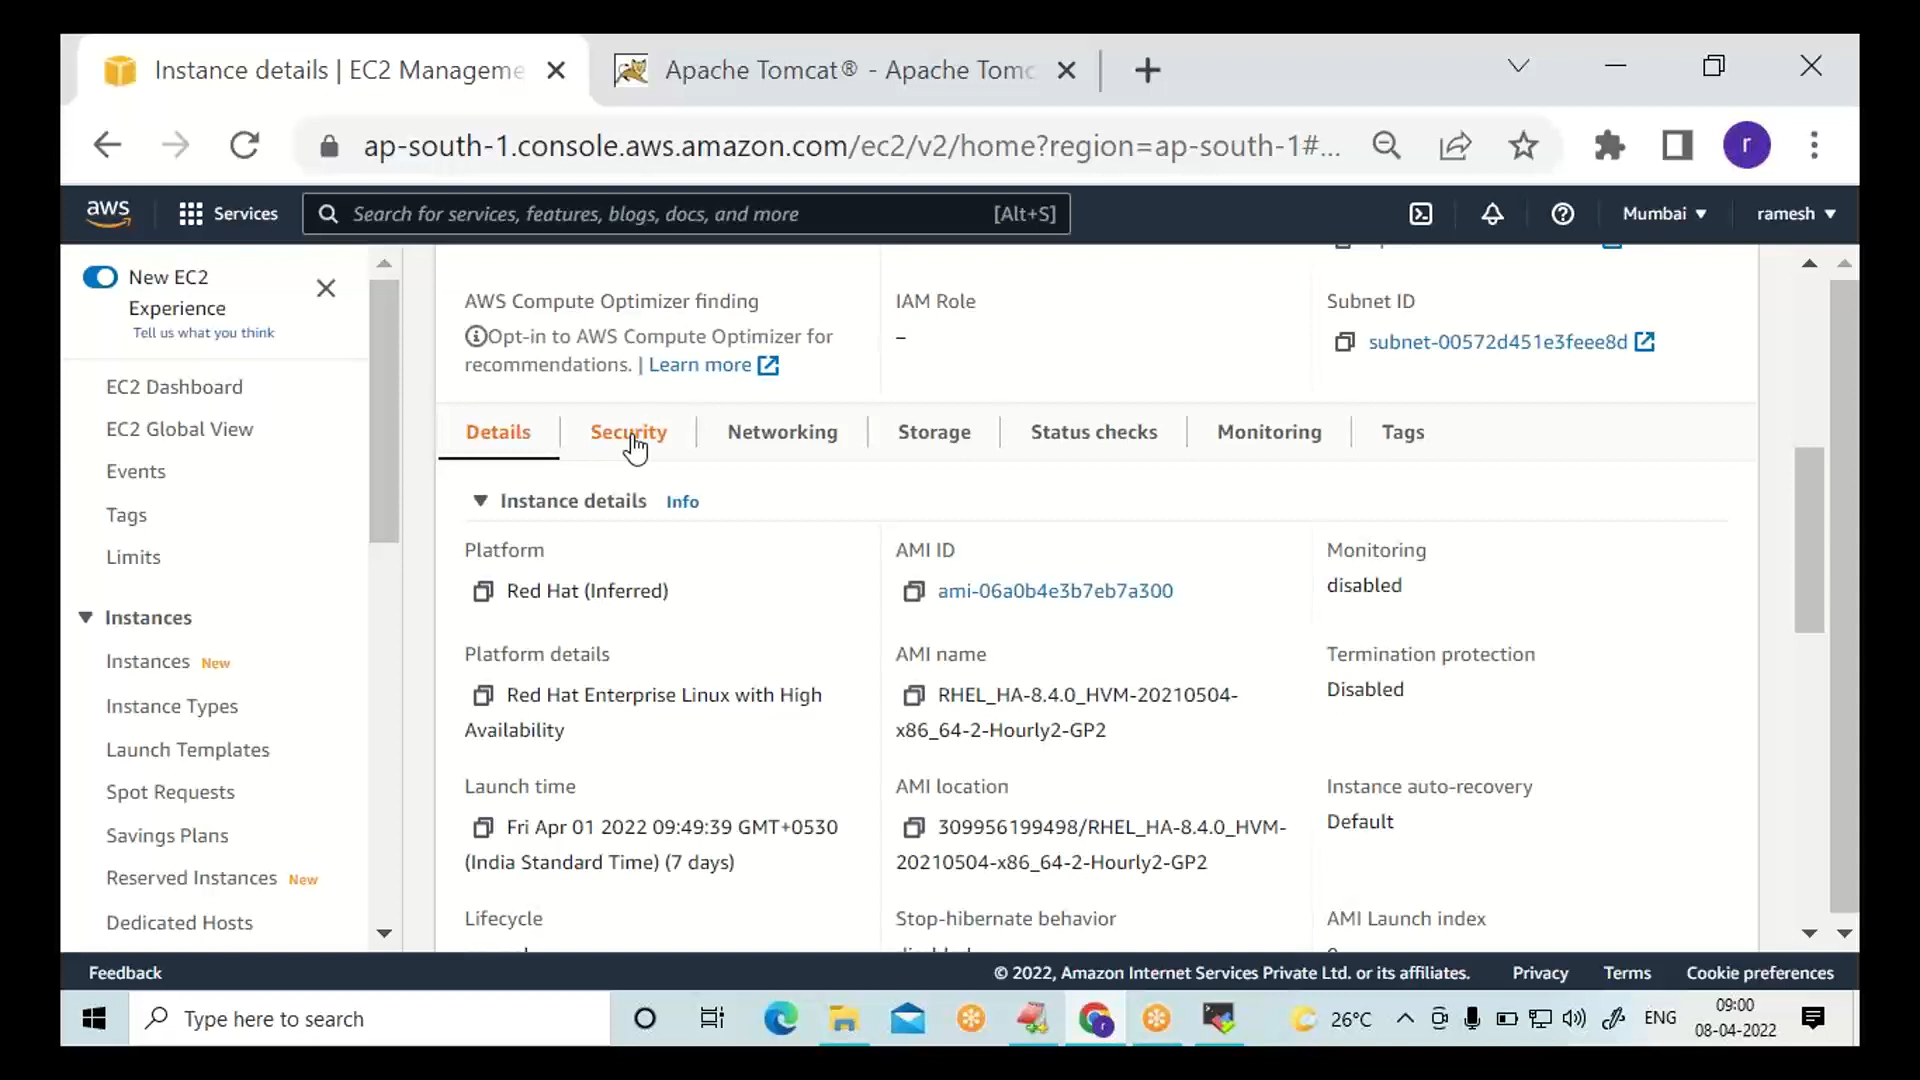 Instance details | EC2 Manageme
Apache Tomcat® - Apache Tomc
ap-south-1.console.aws.amazon.com/ec2/v2/home?region=ap-south-1#...
r
aws
Services
Search for services, features, blogs, docs, and more
[Alt+S]
Mumbai
ramesh
New EC2
Experience
Tell us what you think
EC2 Dashboard
EC2 Global View
Events
Tags
Limits
Instances
Instances New
Instance Types
Launch Templates
Spot Requests
Savings Plans
Reserved Instances New
Dedicated Hosts
AWS Compute Optimizer finding
Opt-in to AWS Compute Optimizer for
recommendations. | Learn more
IAM Role
–
Subnet ID
subnet-00572d451e3feee8d
Details
Security
Networking
Storage
Status checks
Monitoring
Tags
Instance details Info
Platform
Red Hat (Inferred)
AMI ID
ami-06a0b4e3b7eb7a300
Monitoring
disabled
Platform details
Red Hat Enterprise Linux with High
Availability
AMI name
RHEL_HA-8.4.0_HVM-20210504-
x86_64-2-Hourly2-GP2
Termination protection
Disabled
Launch time
Fri Apr 01 2022 09:49:39 GMT+0530
(India Standard Time) (7 days)
AMI location
309956199498/RHEL_HA-8.4.0_HVM-
20210504-x86_64-2-Hourly2-GP2
Instance auto-recovery
Default
Lifecycle
Stop-hibernate behavior
AMI Launch index
Feedback
© 2022, Amazon Internet Services Private Ltd. or its affiliates.
Privacy
Terms
Cookie preferences
Type here to search
26°C
ENG
09:00
08-04-2022